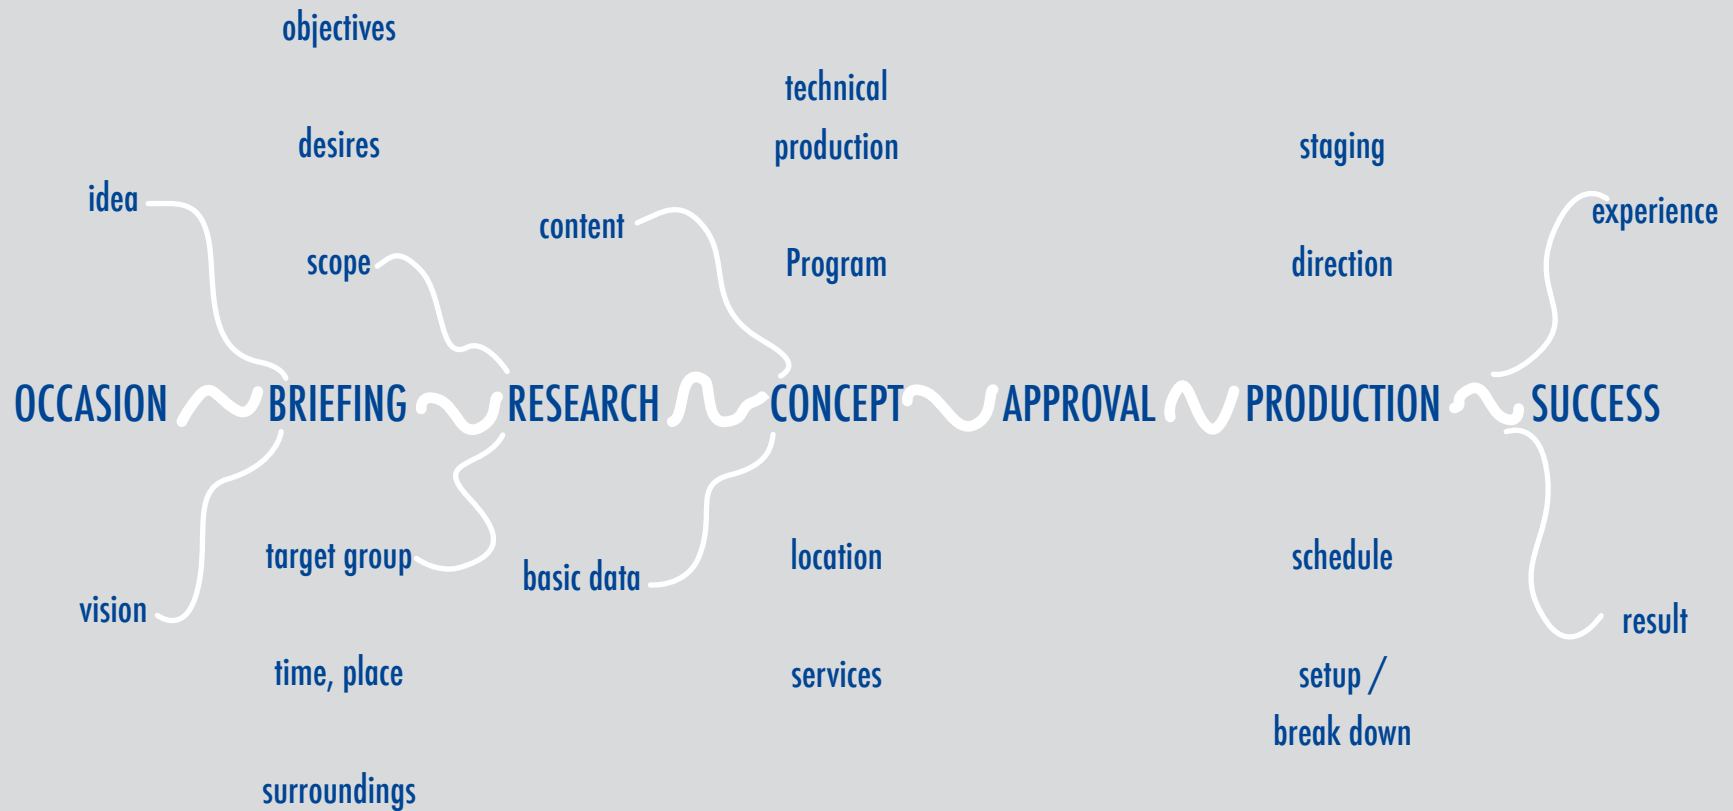 objectives
technical
desires
production
staging
idea
experience
content
scope
Program
direction
OCCASION BRIEFING RESEARCH CONCEPT APPROVAL PRODUCTION SUCCESS
target group
location
schedule
basic data
vision
result
time, place
services
setup /
break down
surroundings